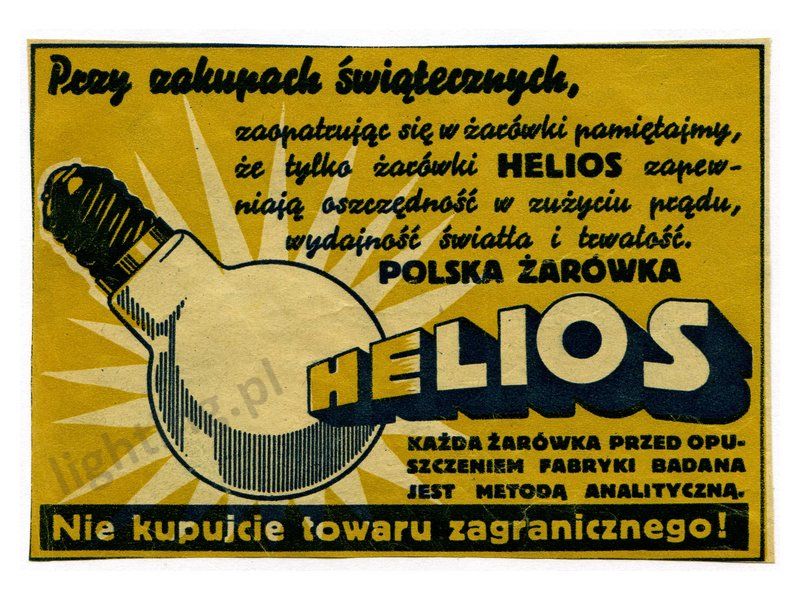 Przy zakupach świątecznych,
zaopatrując się w żarówki pamiętajmy,
że tylko żarówki HELIOS zapew-
niają oszczędność w zużyciu prądu,
wydajność światła i trwałość.
POLSKA ŻARÓWKA
HELIOS
KAŻDA ŻARÓWKA PRZED OPU-
SZCZENIEM FABRYKI BADANA
JEST METODĄ ANALITYCZNĄ.
Nie kupujcie towaru zagranicznego!